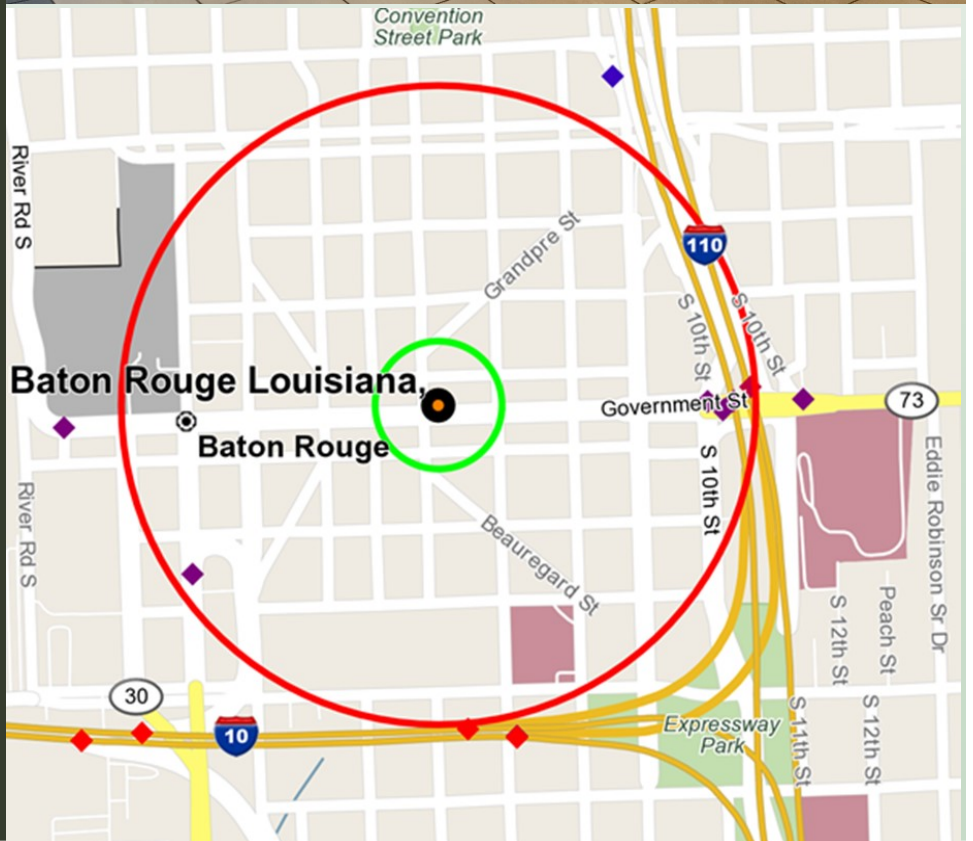 Convention
Street Park
River Rd S
Grandpre St
110
S 10th St
S 10th St
Baton Rouge Louisiana,
Government St
73
Baton Rouge
S 10th St
Eddie Robinson Sr Dr
River Rd S
Beauregard St
S 12th St
Peach St
30
10
Expressway
Park
S 11th St
S 12th St